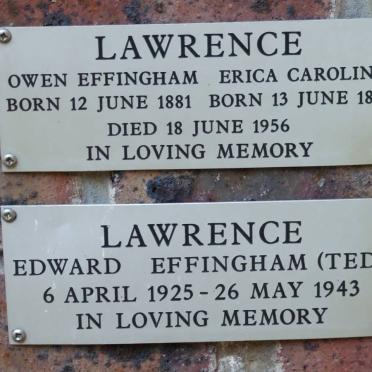 LAWRENCE
OWEN EFFINGHAM ERICA CAROLIN
BORN 12 JUNE 1881 BORN 13 JUNE 18
DIED 18 JUNE 1956
IN LOVING MEMORY
LAWRENCE
EDWARD EFFINGHAM (TED
6 APRIL 1925 - 26 MAY 1943
IN LOVING MEMORY